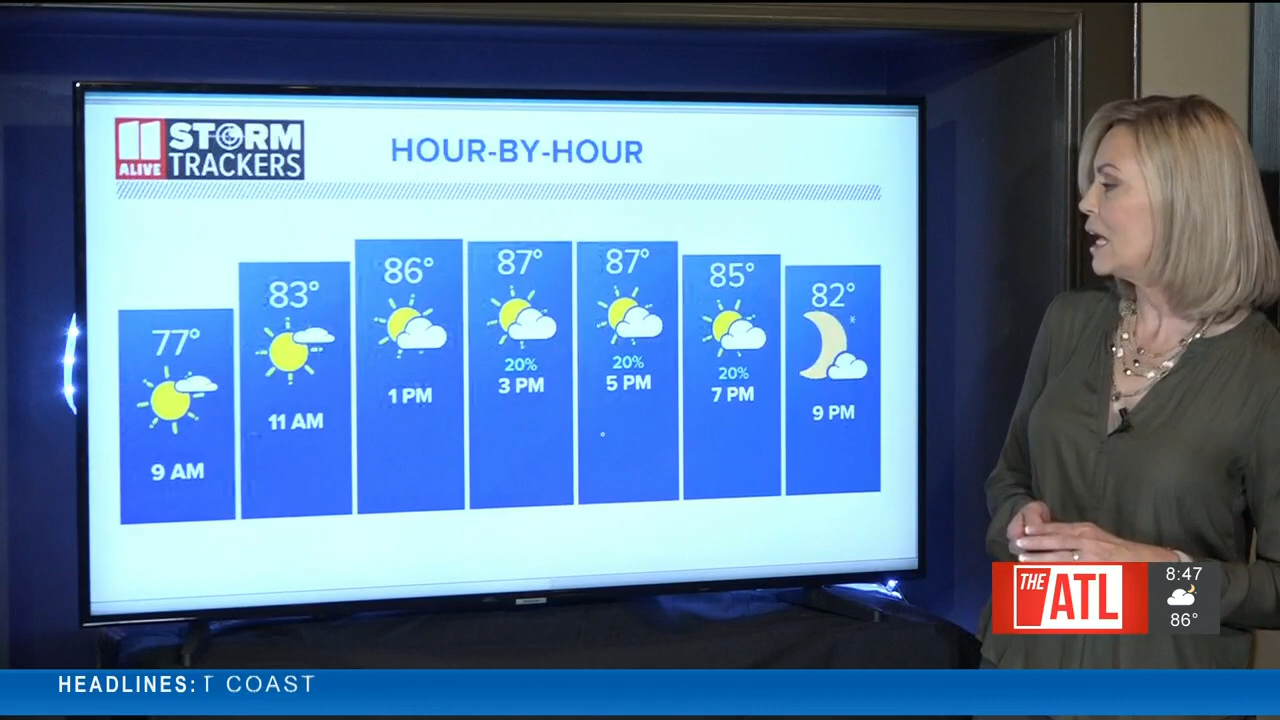 11 ALIVE
STORM TRACKERS
HOUR-BY-HOUR
77°
9 AM
83°
11 AM
86°
1 PM
87°
20%
3 PM
87°
20%
5 PM
85°
20%
7 PM
82°
9 PM
THE ATL
8:47
86°
HEADLINES: T COAST